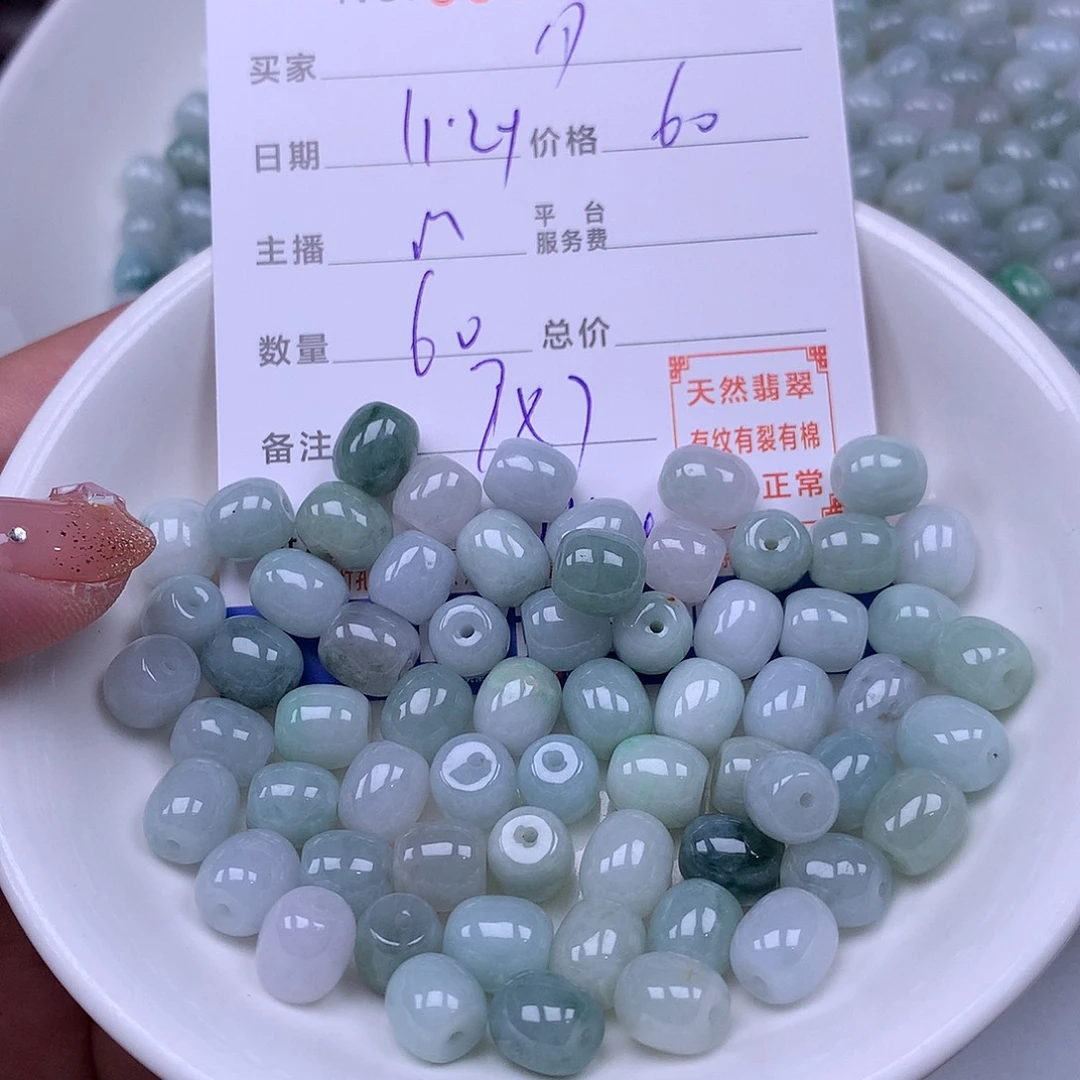 买家
日期 11.24 价格 60
主播
平台
服务费
数量 60 总价
备注 7x7
天然翡翠
有纹有裂有棉
正常